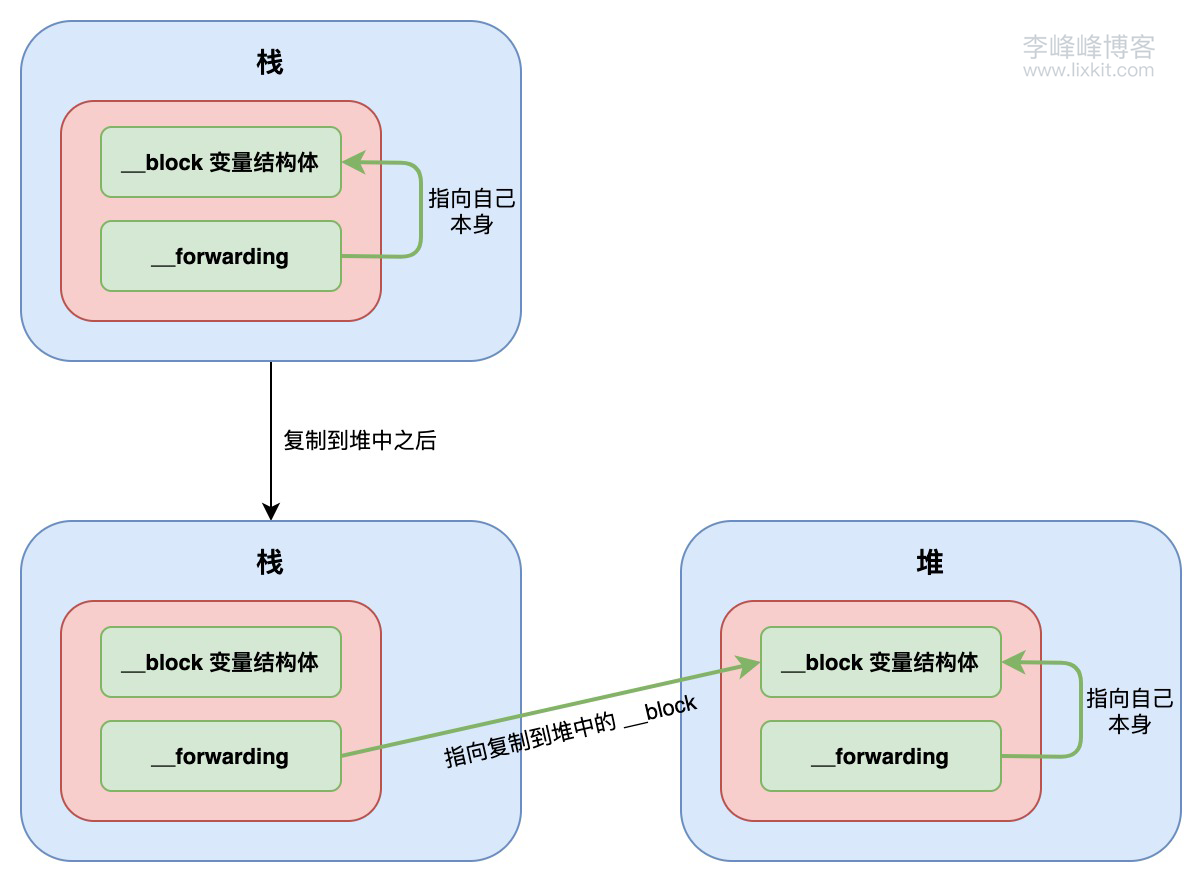 李峰峰博客
www.lixkit.com
栈
__block 变量结构体
指向自己
本身
__forwarding
复制到堆中之后
栈
__block 变量结构体
__forwarding
指向复制到堆中的 __block
堆
__block 变量结构体
指向自己
本身
__forwarding